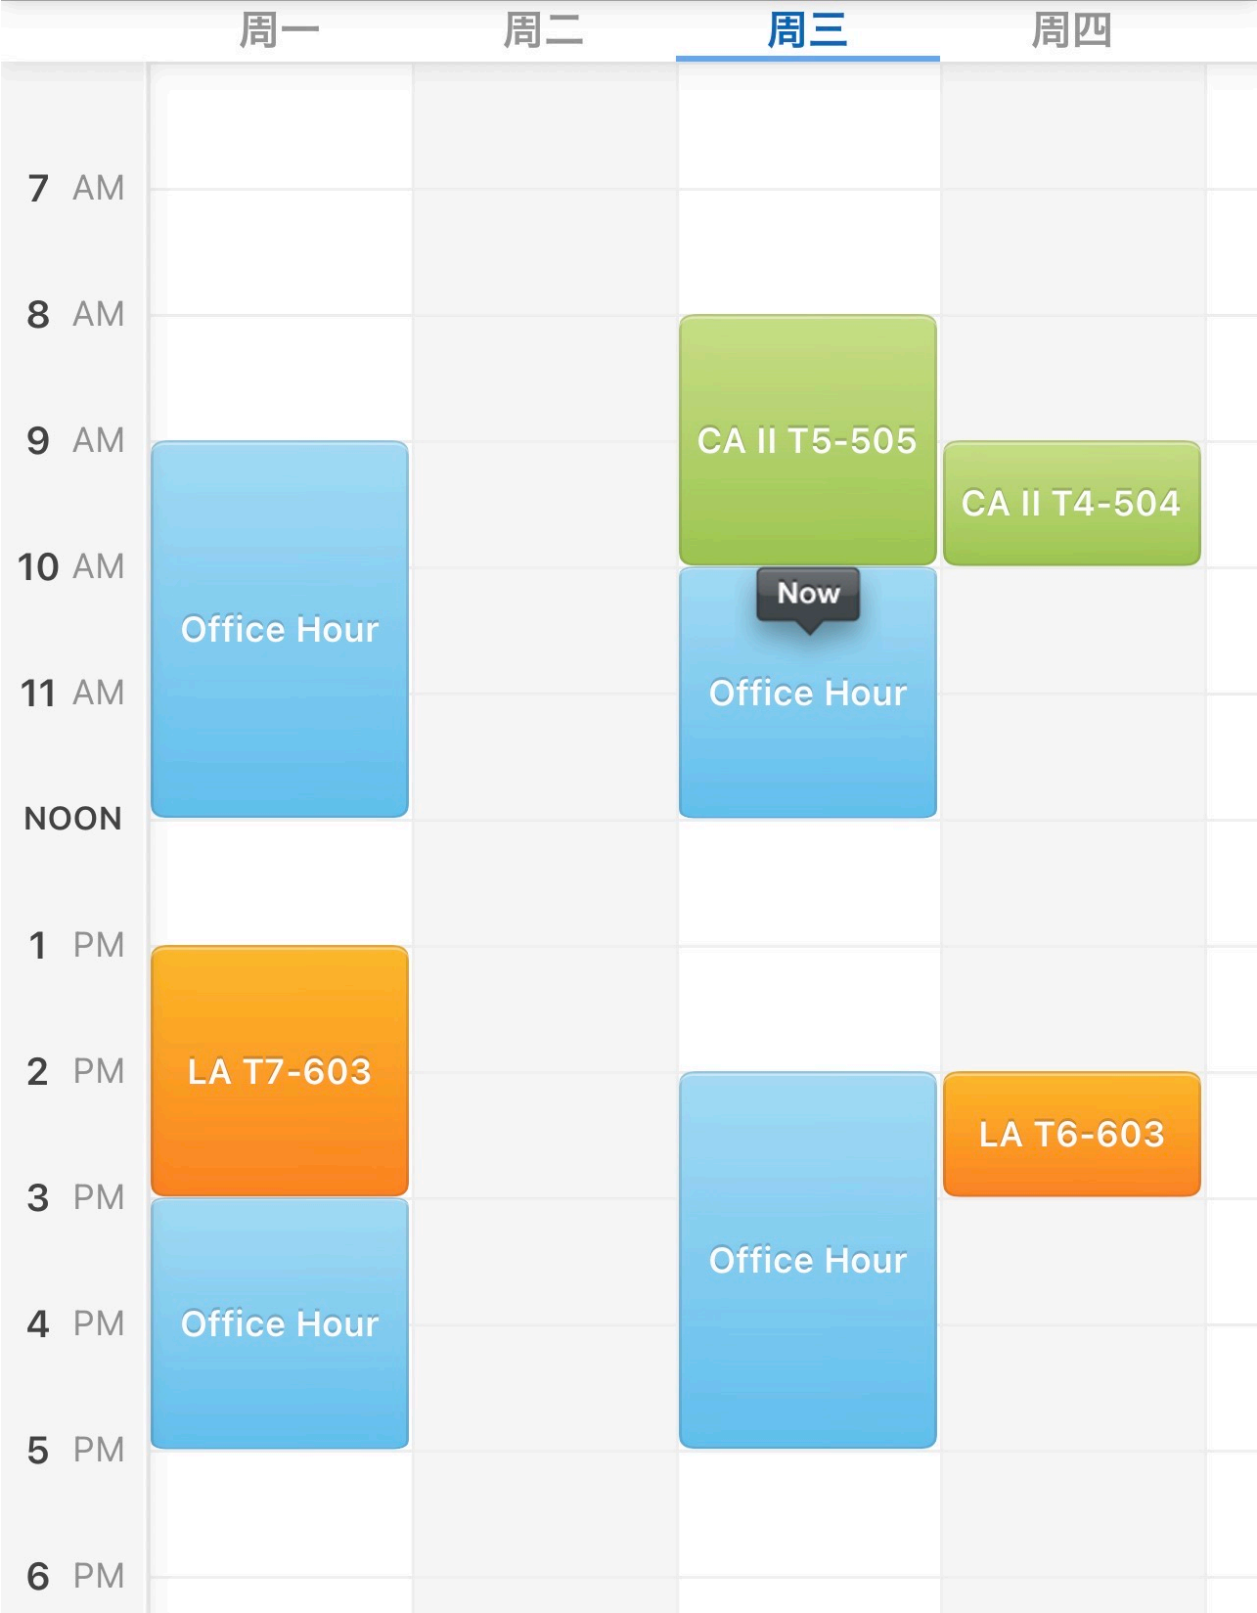 周一 周二 周三 周四
7 AM
8 AM
CA II T5-505
9 AM
CA II T4-504
10 AM
Now
Office Hour
11 AM
Office Hour
NOON
1 PM
LA T7-603
2 PM
LA T6-603
3 PM
Office Hour
4 PM
Office Hour
5 PM
6 PM